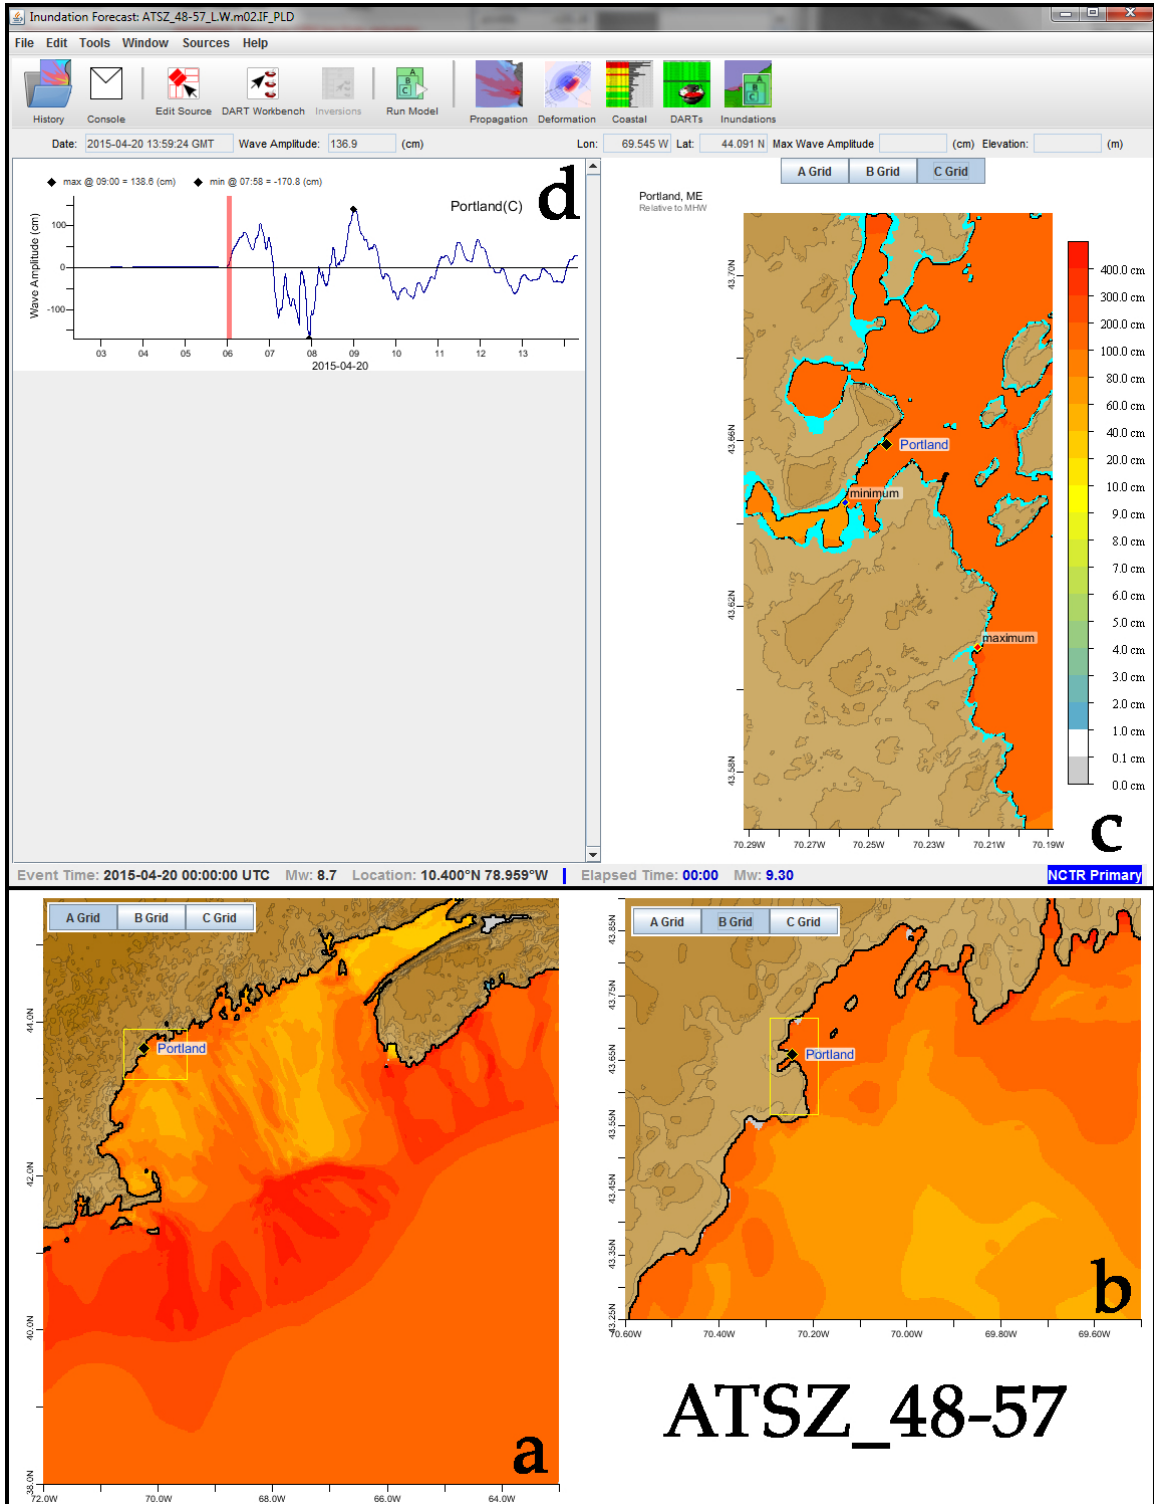 Inundation Forecast: ATSZ_48-57_L.W.m02.IF_PLD
File Edit Tools Window Sources Help
History Console Edit Source DART Workbench Inversions Run Model Propagation Deformation Coastal DARTs Inundations
Date: 2015-04-20 13:59:24 GMT Wave Amplitude: 136.9 (cm) Lon: 69.545 W Lat: 44.091 N Max Wave Amplitude (cm) Elevation: (m)
max @ 09:00 = 138.6 (cm) min @ 07:58 = -170.8 (cm)
Portland(C)
d
Wave Amplitude (cm)
100
0
-100
03 04 05 06 07 08 09 10 11 12 13
2015-04-20
A Grid B Grid C Grid
Portland, ME
Relative to MHW
43.70N
43.66N
43.62N
43.58N
Portland
minimum
maximum
70.29W 70.27W 70.25W 70.23W 70.21W 70.19W
400.0 cm
300.0 cm
200.0 cm
100.0 cm
80.0 cm
60.0 cm
40.0 cm
20.0 cm
10.0 cm
9.0 cm
8.0 cm
7.0 cm
6.0 cm
5.0 cm
4.0 cm
3.0 cm
2.0 cm
1.0 cm
0.1 cm
0.0 cm
c
Event Time: 2015-04-20 00:00:00 UTC Mw: 8.7 Location: 10.400°N 78.959°W Elapsed Time: 00:00 Mw: 9.30 NCTR Primary
A Grid B Grid C Grid
44.0N
42.0N
40.0N
38.0N
Portland
72.0W 70.0W 68.0W 66.0W 64.0W
a
A Grid B Grid C Grid
43.85N
43.75N
43.65N
43.55N
43.45N
43.35N
43.25N
Portland
70.60W 70.40W 70.20W 70.00W 69.80W 69.60W
b
ATSZ_48-57